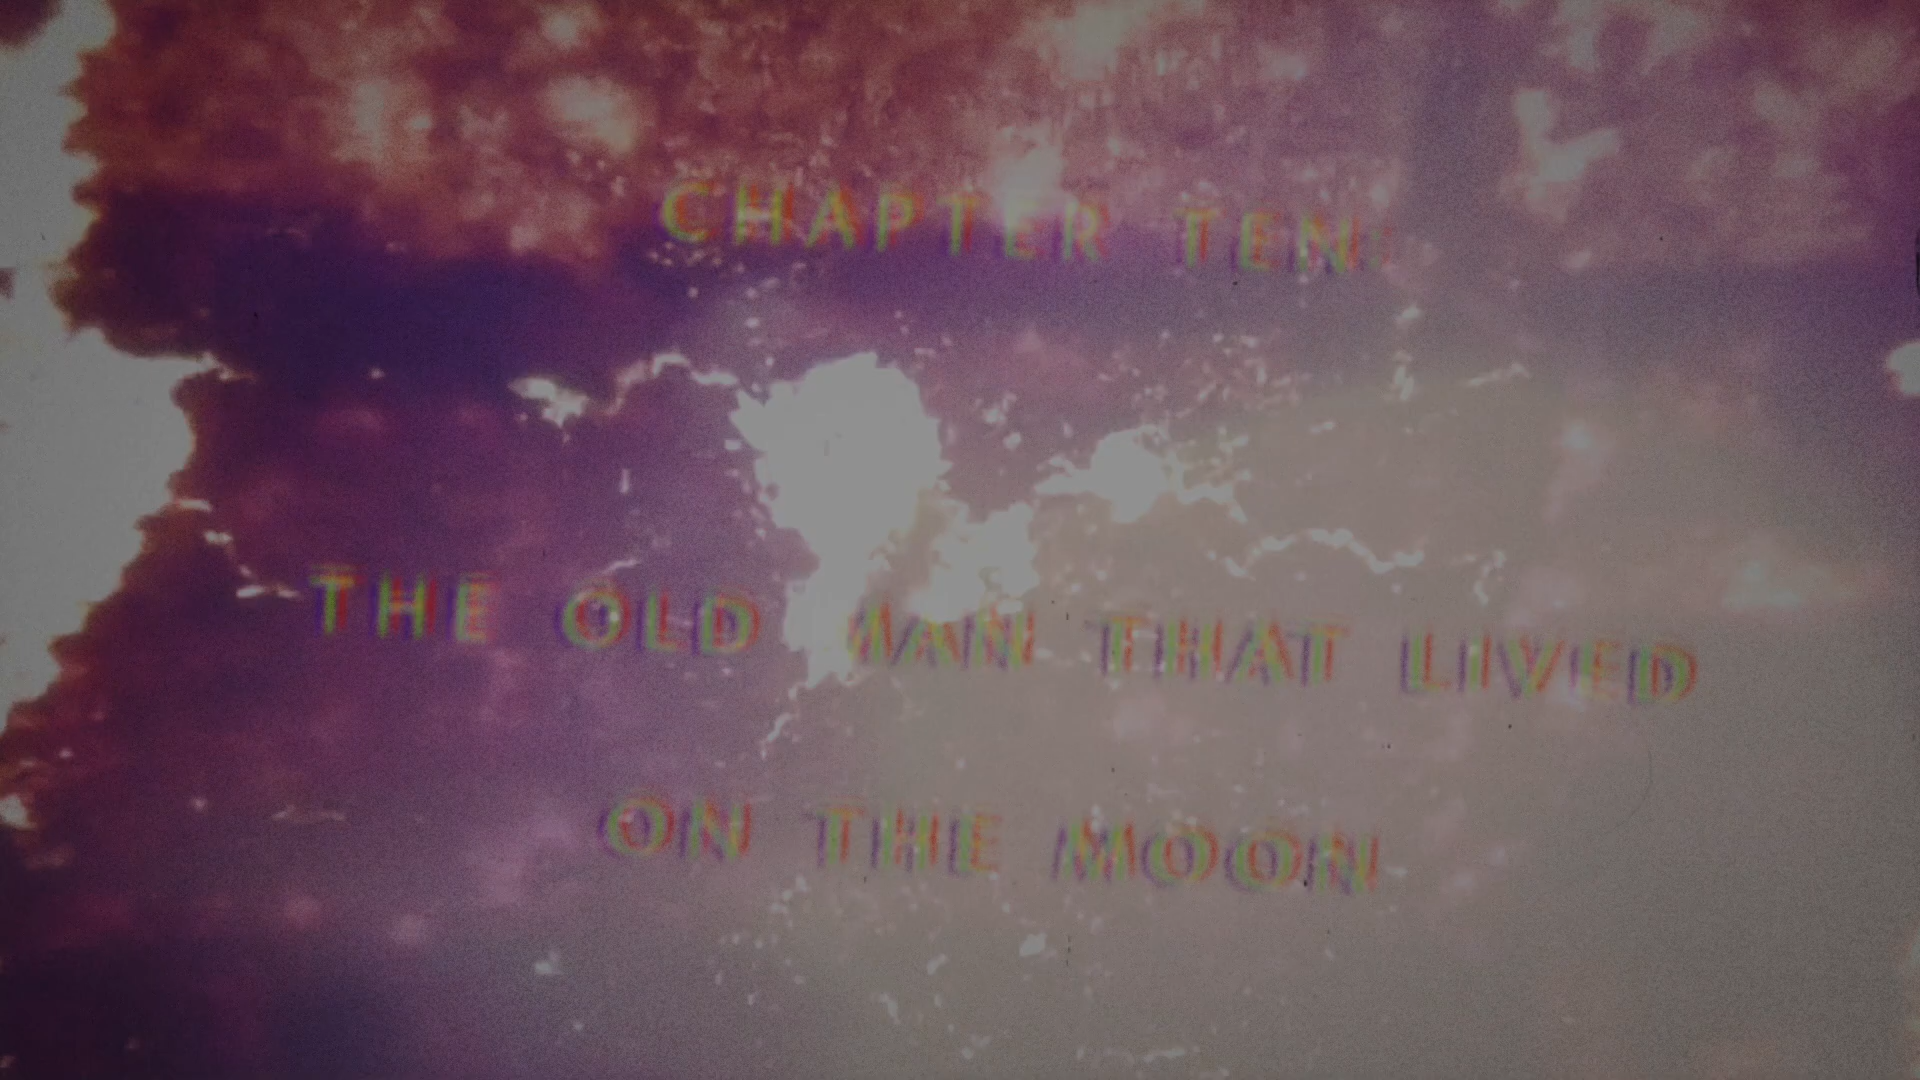 CHAPTER TEN:
THE OLD MAN THAT LIVED
ON THE MOON